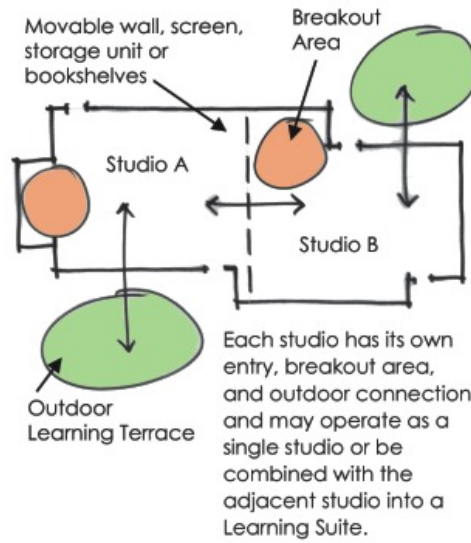 Movable wall, screen,
storage unit or
bookshelves
Breakout
Area
Studio A
Studio B
Outdoor
Learning Terrace
Each studio has its own
entry, breakout area,
and outdoor connection
and may operate as a
single studio or be
combined with the
adjacent studio into a
Learning Suite.